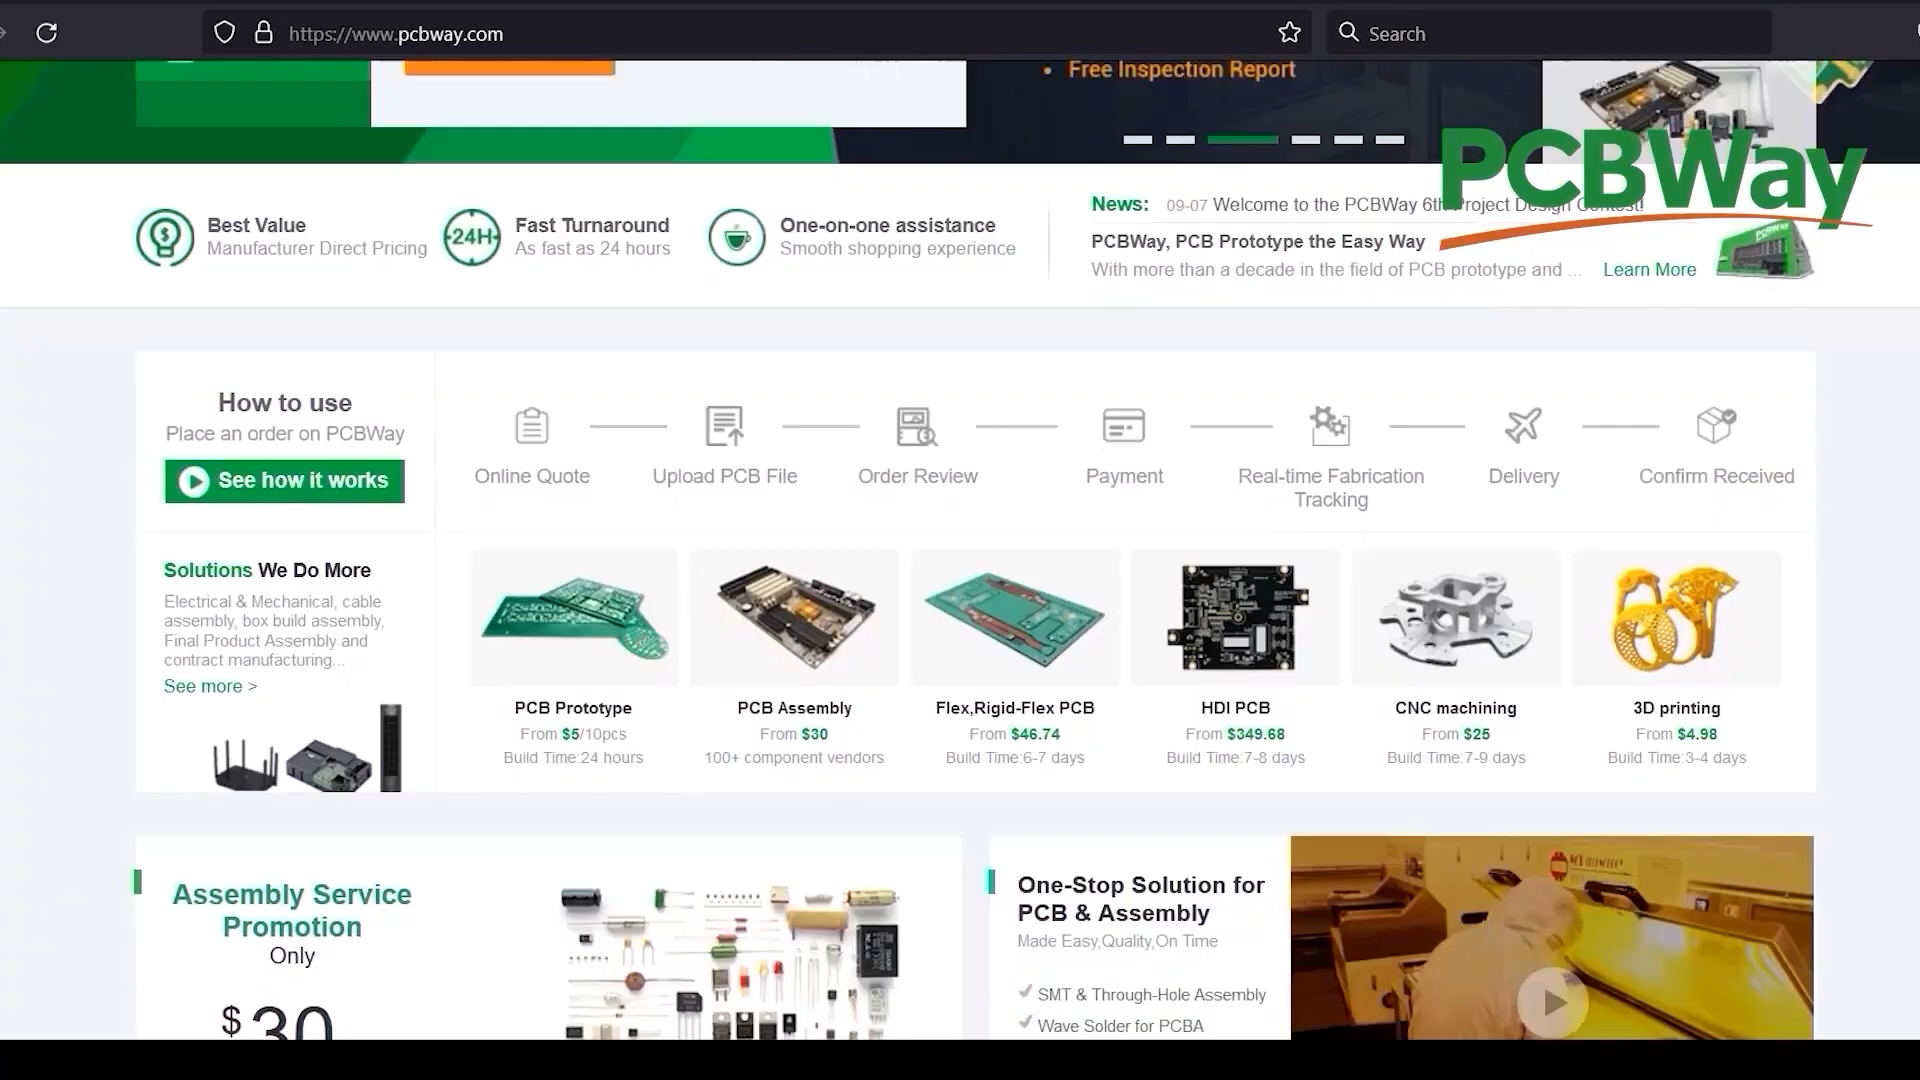 https://www.pcbway.com
Search
Free Inspection Report
PCBWay
Best Value
Manufacturer Direct Pricing
24H
Fast Turnaround
As fast as 24 hours
One-on-one assistance
Smooth shopping experience
News: 09-07 Welcome to the PCBWay 6th Project Design Contest!
PCBWay, PCB Prototype the Easy Way
With more than a decade in the field of PCB prototype and ... Learn More
How to use
Place an order on PCBWay
See how it works
Online Quote
Upload PCB File
Order Review
Payment
Real-time Fabrication
Tracking
Delivery
Confirm Received
Solutions We Do More
Electrical & Mechanical, cable
assembly, box build assembly,
Final Product Assembly and
contract manufacturing...
See more >
PCB Prototype
From $5/10pcs
Build Time:24 hours
PCB Assembly
From $30
100+ component vendors
Flex,Rigid-Flex PCB
From $46.74
Build Time:6-7 days
HDI PCB
From $349.68
Build Time:7-8 days
CNC machining
From $25
Build Time:7-9 days
3D printing
From $4.98
Build Time:3-4 days
Assembly Service
Promotion
Only
$30
One-Stop Solution for
PCB & Assembly
Made Easy,Quality,On Time
SMT & Through-Hole Assembly
Wave Solder for PCBA